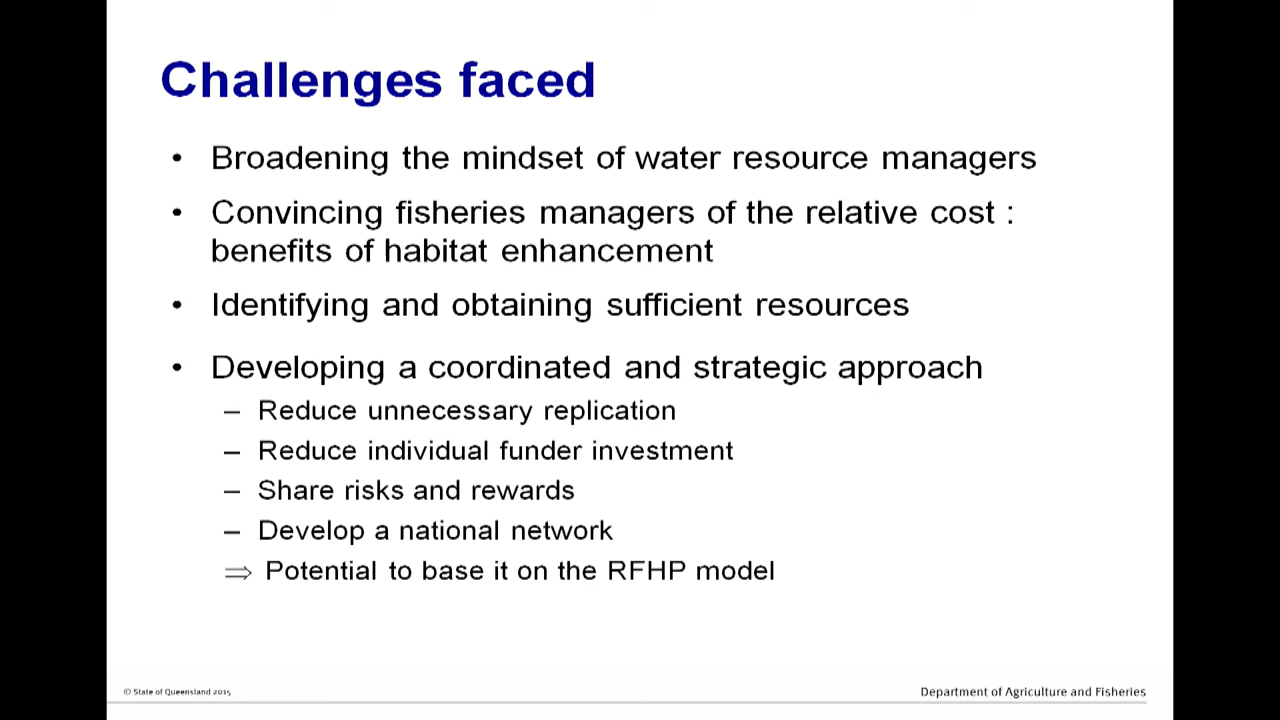 Challenges faced
• Broadening the mindset of water resource managers
• Convincing fisheries managers of the relative cost :
benefits of habitat enhancement
• Identifying and obtaining sufficient resources
• Developing a coordinated and strategic approach
– Reduce unnecessary replication
– Reduce individual funder investment
– Share risks and rewards
– Develop a national network
⇒ Potential to base it on the RFHP model
© State of Queensland 2015
Department of Agriculture and Fisheries